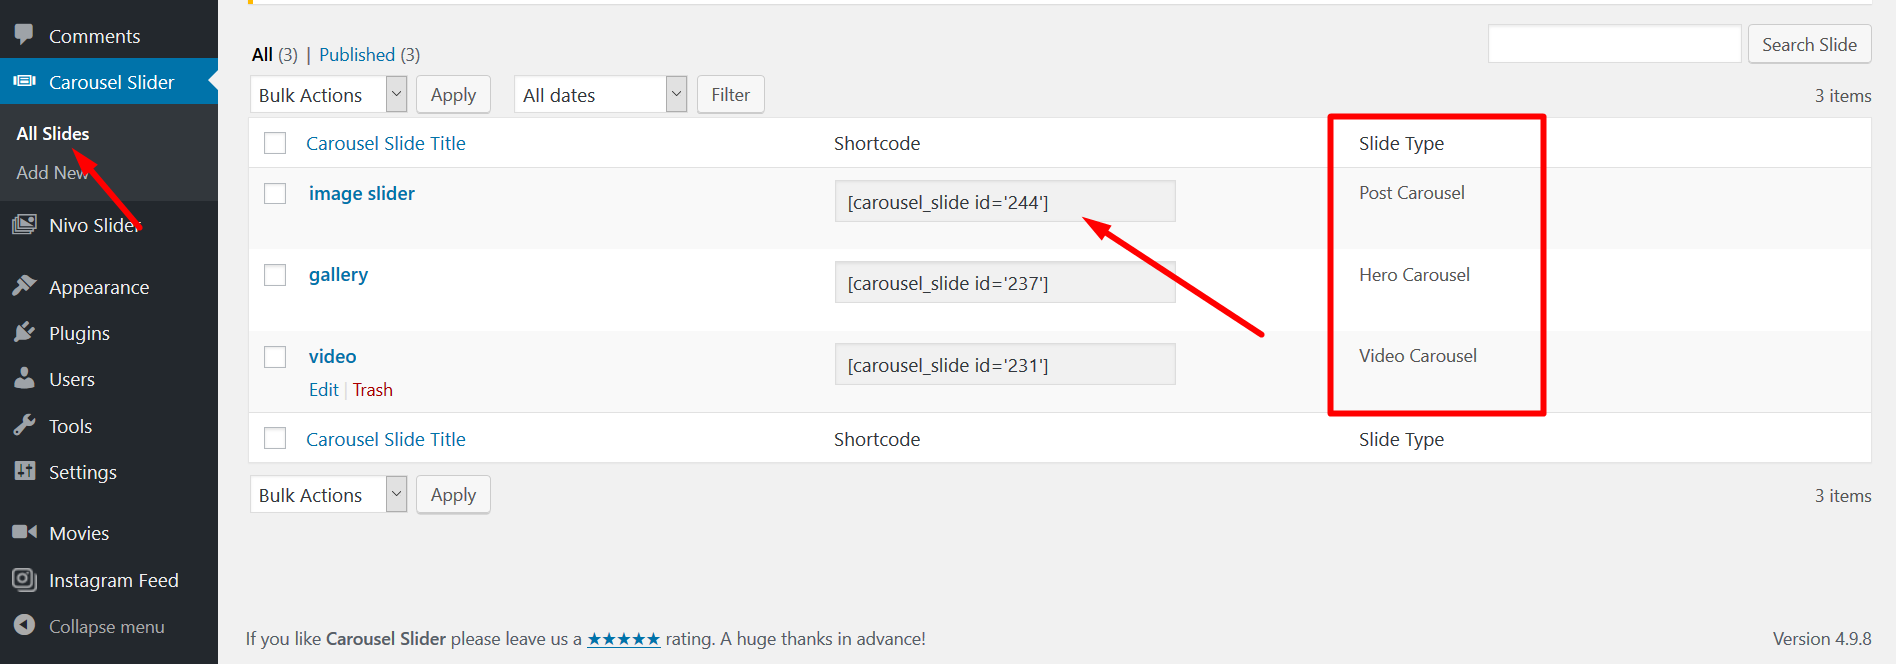 Comments
Carousel Slider
All Slides
Add New
Nivo Slider
Appearance
Plugins
Users
Tools
Settings
Movies
Instagram Feed
Collapse menu
All (3) | Published (3)
Search Slide
Bulk Actions Apply All dates Filter 3 items
Carousel Slide Title Shortcode Slide Type
image slider [carousel_slide id='244'] Post Carousel
gallery [carousel_slide id='237'] Hero Carousel
video [carousel_slide id='231'] Video Carousel
Edit | Trash
Carousel Slide Title Shortcode Slide Type
Bulk Actions Apply 3 items
If you like Carousel Slider please leave us a ★★★★★ rating. A huge thanks in advance! Version 4.9.8